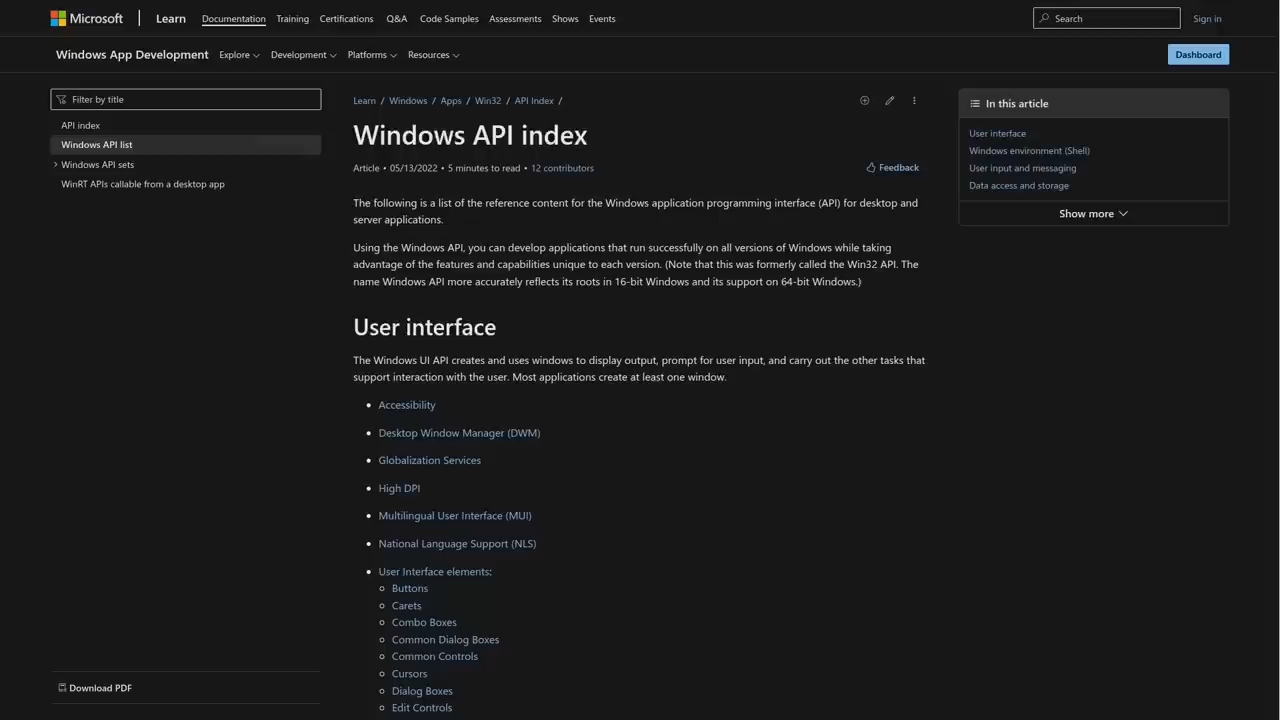 Microsoft Learn Documentation Training Certifications Q&A Code Samples Assessments Shows Events Search Sign in
Windows App Development Explore Development Platforms Resources Dashboard
Filter by title
API index
Windows API list
Windows API sets
WinRT APIs callable from a desktop app
Download PDF
Learn / Windows / Apps / Win32 / API Index /
Windows API index
Article • 05/13/2022 • 5 minutes to read • 12 contributors
Feedback
The following is a list of the reference content for the Windows application programming interface (API) for desktop and
server applications.
Using the Windows API, you can develop applications that run successfully on all versions of Windows while taking
advantage of the features and capabilities unique to each version. (Note that this was formerly called the Win32 API. The
name Windows API more accurately reflects its roots in 16-bit Windows and its support on 64-bit Windows.)
User interface
The Windows UI API creates and uses windows to display output, prompt for user input, and carry out the other tasks that
support interaction with the user. Most applications create at least one window.
• Accessibility
• Desktop Window Manager (DWM)
• Globalization Services
• High DPI
• Multilingual User Interface (MUI)
• National Language Support (NLS)
• User Interface elements:
○ Buttons
○ Carets
○ Combo Boxes
○ Common Dialog Boxes
○ Common Controls
○ Cursors
○ Dialog Boxes
○ Edit Controls
In this article
User interface
Windows environment (Shell)
User input and messaging
Data access and storage
Show more